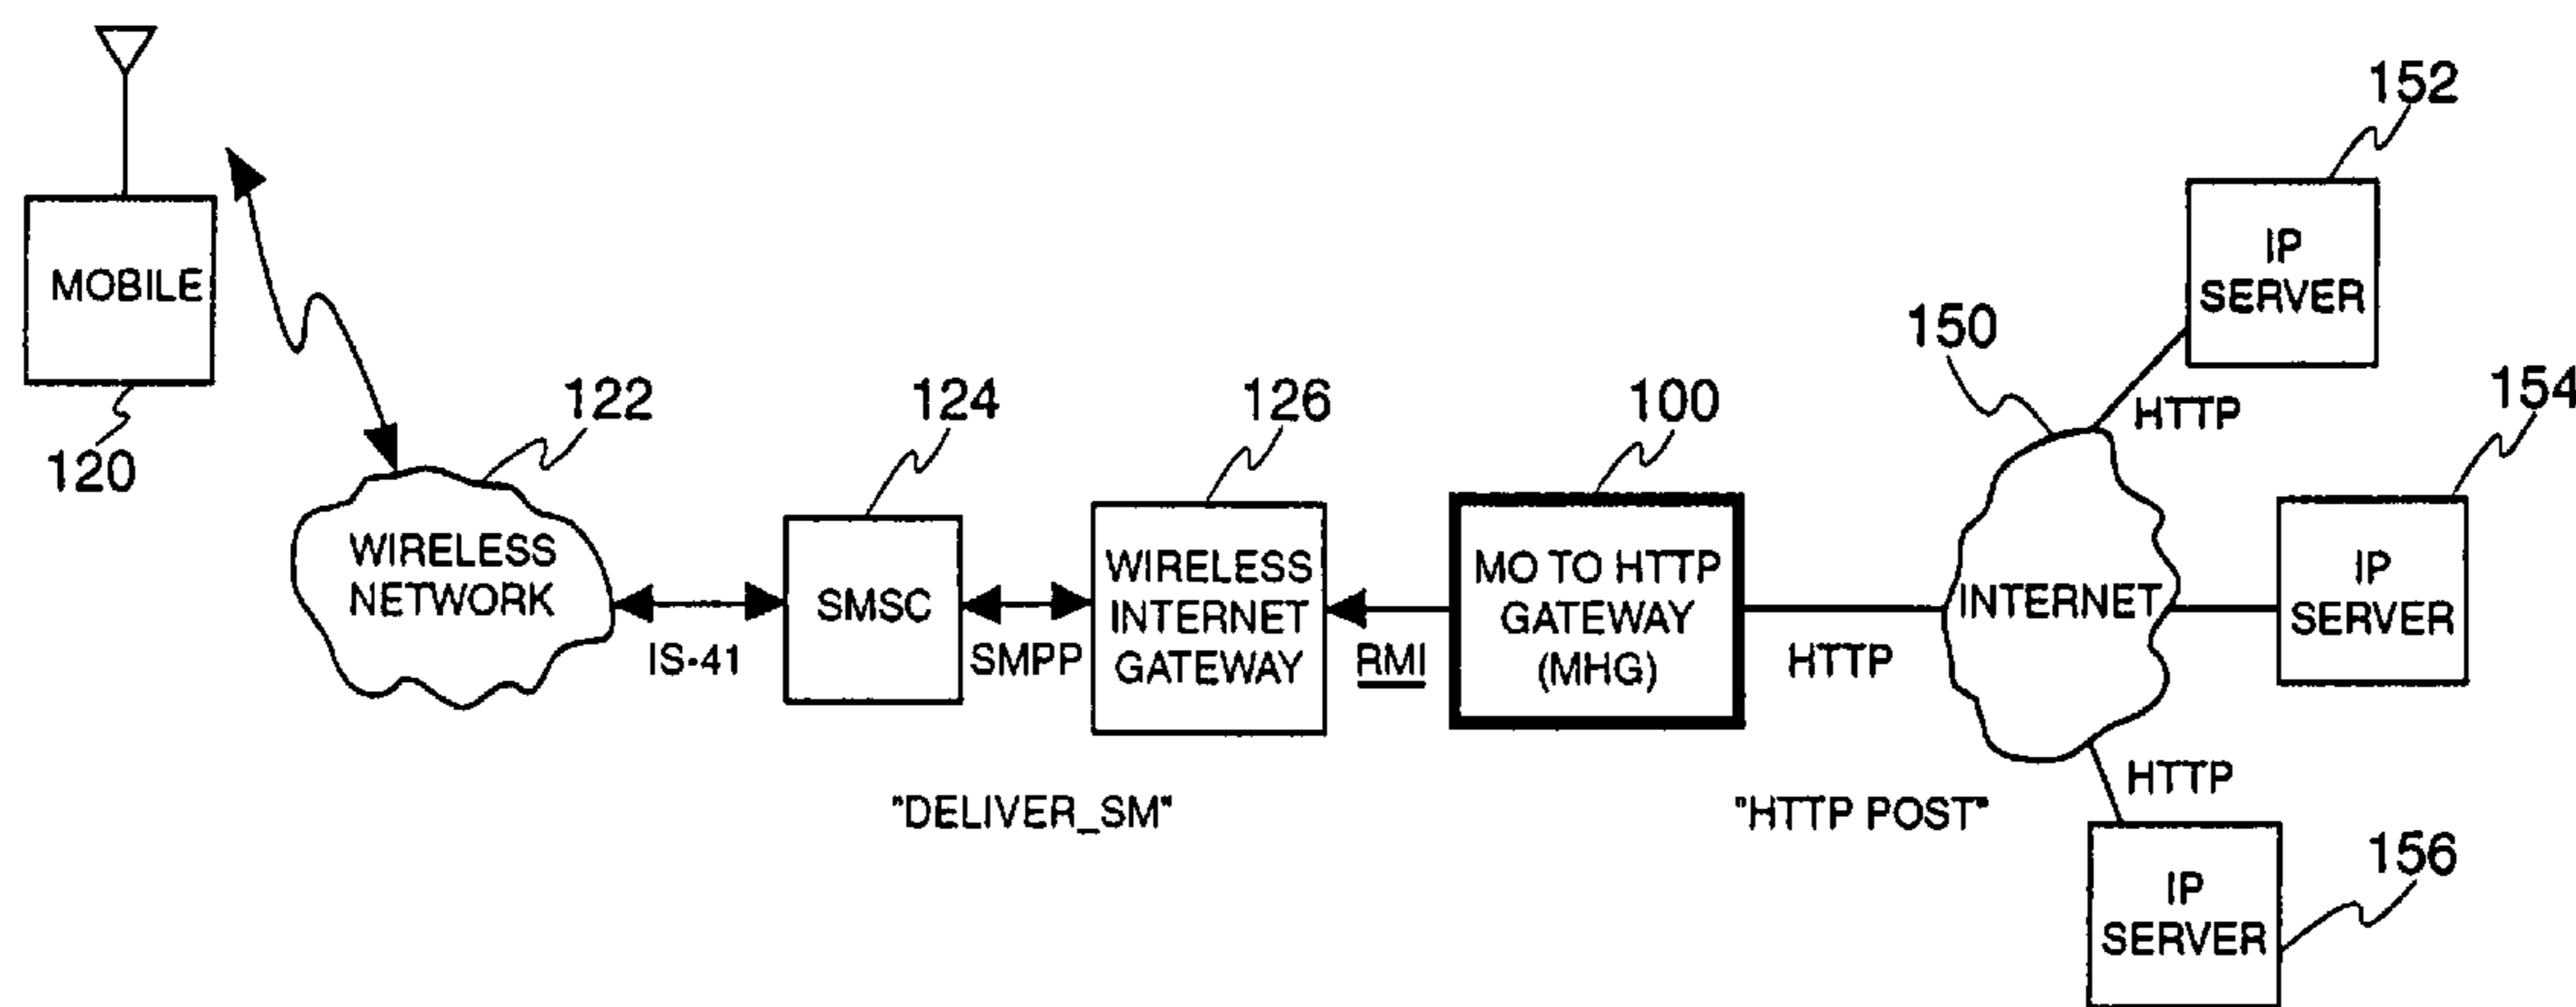 152
IP
SERVER
MOBILE
150
HTTP
154
120
122
124
126
100
WIRELESS
NETWORK
IS-41
SMSC
SMPP
WIRELESS
INTERNET
GATEWAY
RMI
MO TO HTTP
GATEWAY
(MHG)
HTTP
INTERNET
IP
SERVER
"DELIVER_SM"
"HTTP POST"
HTTP
156
IP
SERVER